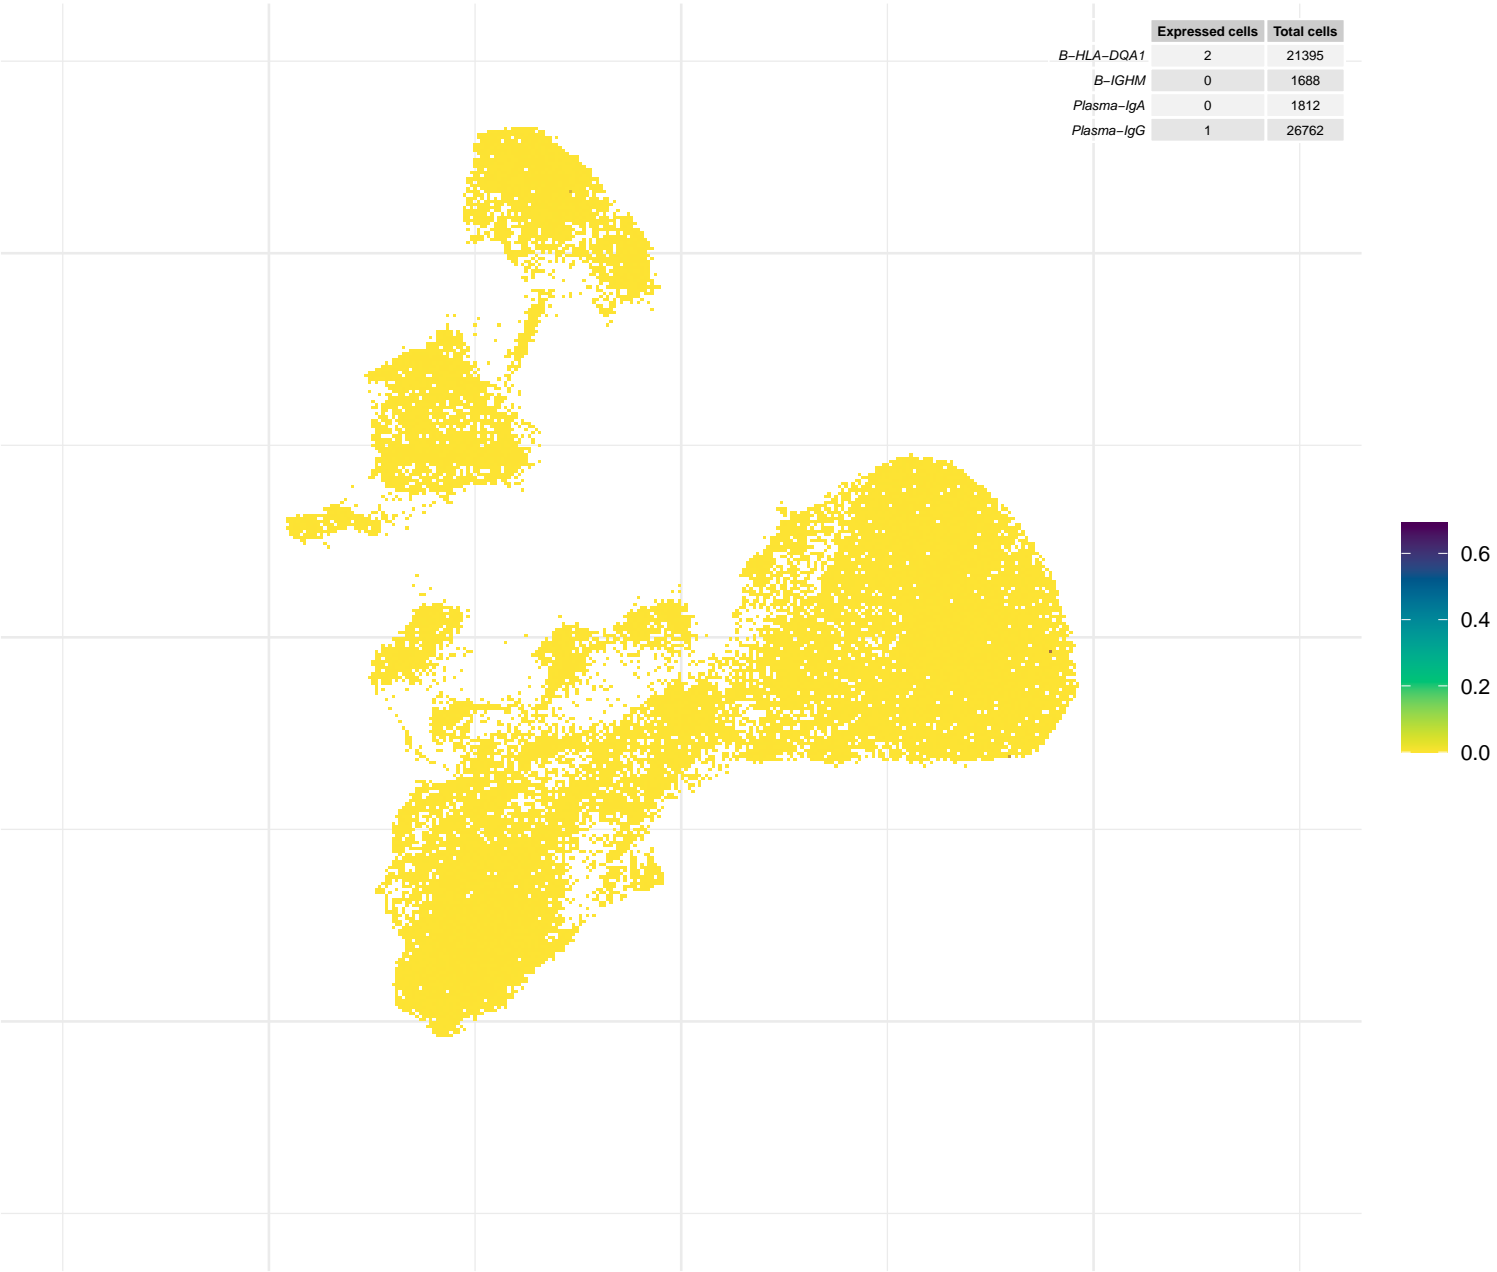 Expressed cells Total cells
B−HLA−DQA1 2 21395
B−IGHM 0 1688
Plasma−IgA 0 1812
Plasma−IgG 1 26762
0.6
0.4
0.2
0.0